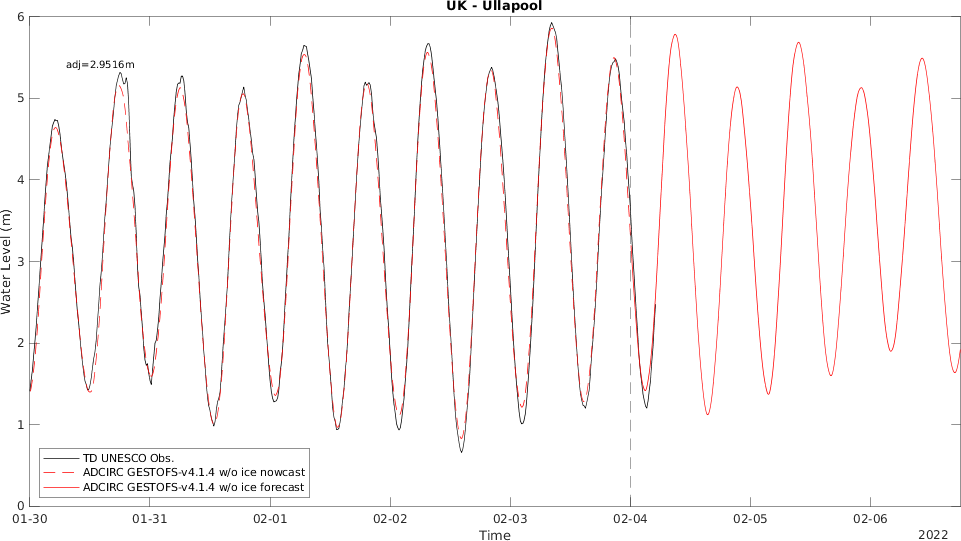 UK - Ullapool
6
adj=2.9516m
5
4
3
2
1
0
Water Level (m)
TD UNESCO Obs.
ADCIRC GESTOFS-v4.1.4 w/o ice nowcast
ADCIRC GESTOFS-v4.1.4 w/o ice forecast
01-30 01-31 02-01 02-02 02-03 02-04 02-05 02-06
Time
2022